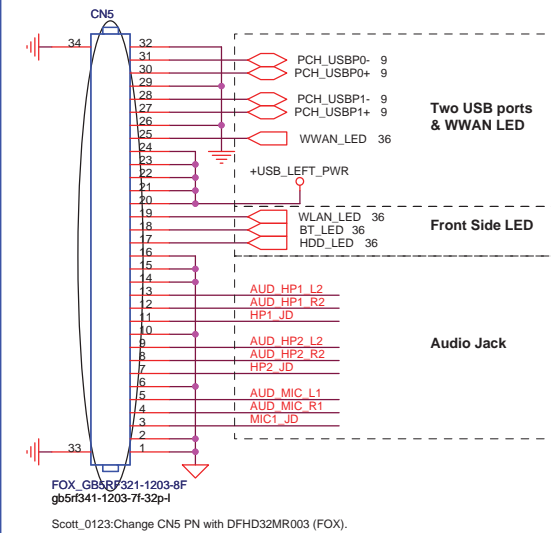 CN5
34
32
31 PCH_USBP0- 9
30 PCH_USBP0+ 9
29
28 PCH_USBP1- 9
27 PCH_USBP1+ 9
26
25 WWAN_LED 36
Two USB ports
& WWAN LED
24
23
+USB_LEFT_PWR
22
21
20
19 WLAN_LED 36
18 BT_LED 36
17 HDD_LED 36
Front Side LED
16
15
14
13 AUD_HP1_L2
12 AUD_HP1_R2
11 HP1_JD
10
9 AUD_HP2_L2
8 AUD_HP2_R2
7 HP2_JD
Audio Jack
6
5 AUD_MIC_L1
4 AUD_MIC_R1
3 MIC1_JD
2
33
1
FOX_GB5RF321-1203-8F
gb5rf341-1203-7f-32p-l
Scott_0123:Change CN5 PN with DFHD32MR003 (FOX).